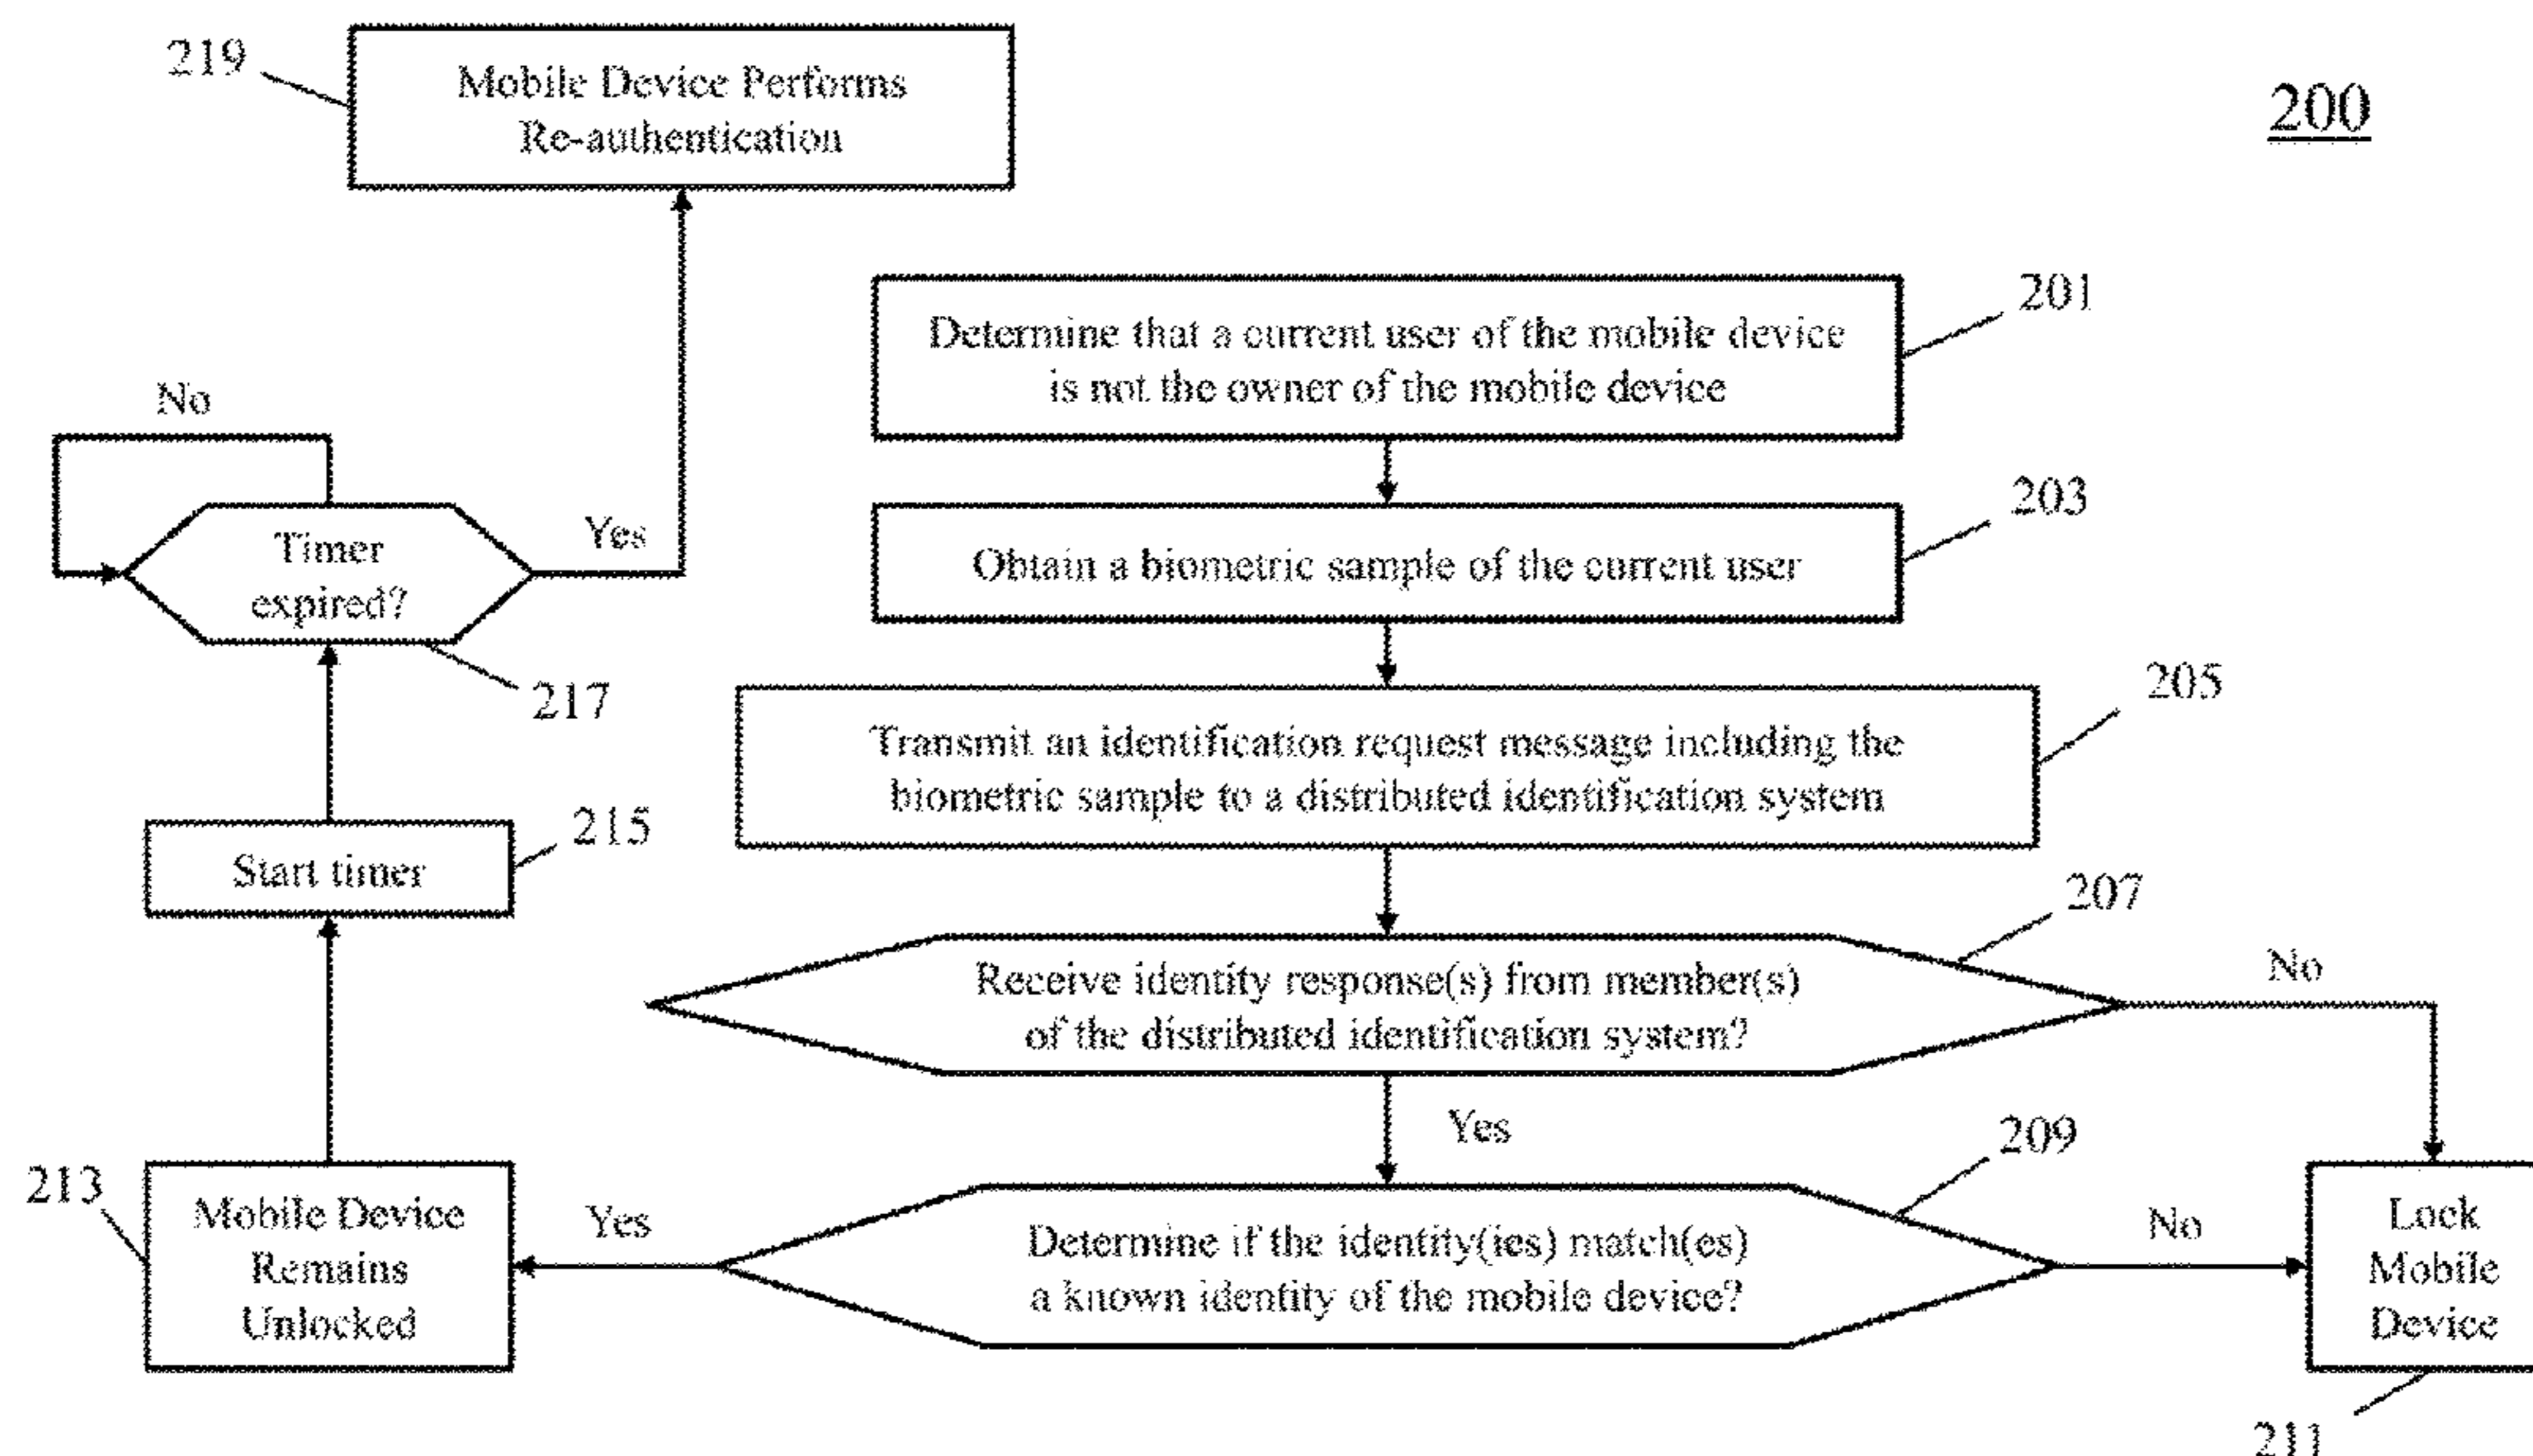 219
Mobile Device Performs
Re-authentication
200
201
Determine that a current user of the mobile device
is not the owner of the mobile device
No
203
Obtain a biometric sample of the current user
Timer
expired?
Yes
217
205
Transmit an identification request message including the
biometric sample to a distributed identification system
215
Start timer
207
Receive identity response(s) from member(s)
of the distributed identification system?
No
Yes
209
213
Mobile Device
Remains
Unlocked
Yes
Determine if the identity(ies) match(es)
a known identity of the mobile device?
No
Lock
Mobile
Device
211